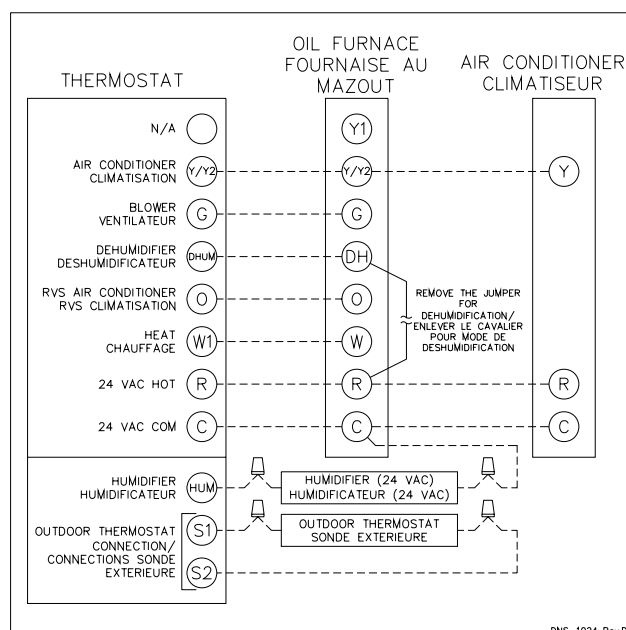 THERMOSTAT
OIL FURNACE
FOURNAISE AU
MAZOUT
AIR CONDITIONER
CLIMATISEUR
N/A
Y1
AIR CONDITIONER
CLIMATISATION
Y/Y2
Y/Y2
Y
BLOWER
VENTILATEUR
G
G
DEHUMIDIFIER
DESHUMIDIFICATEUR
DHUM
DH
REMOVE THE JUMPER
FOR
DEHUMIDIFICATION/
ENLEVER LE CAVALIER
POUR MODE DE
DESHUMIDIFICATION
RVS AIR CONDITIONER
RVS CLIMATISATION
O
O
HEAT
CHAUFFAGE
W1
W
24 VAC HOT
R
R
R
24 VAC COM
C
C
C
HUMIDIFIER
HUMIDIFICATEUR
HUM
HUMIDIFIER (24 VAC)
HUMIDIFICATEUR (24 VAC)
OUTDOOR THERMOSTAT
CONNECTION/
CONNECTIONS SONDE
EXTERIEURE
S1
S2
OUTDOOR THERMOSTAT
SONDE EXTERIEURE